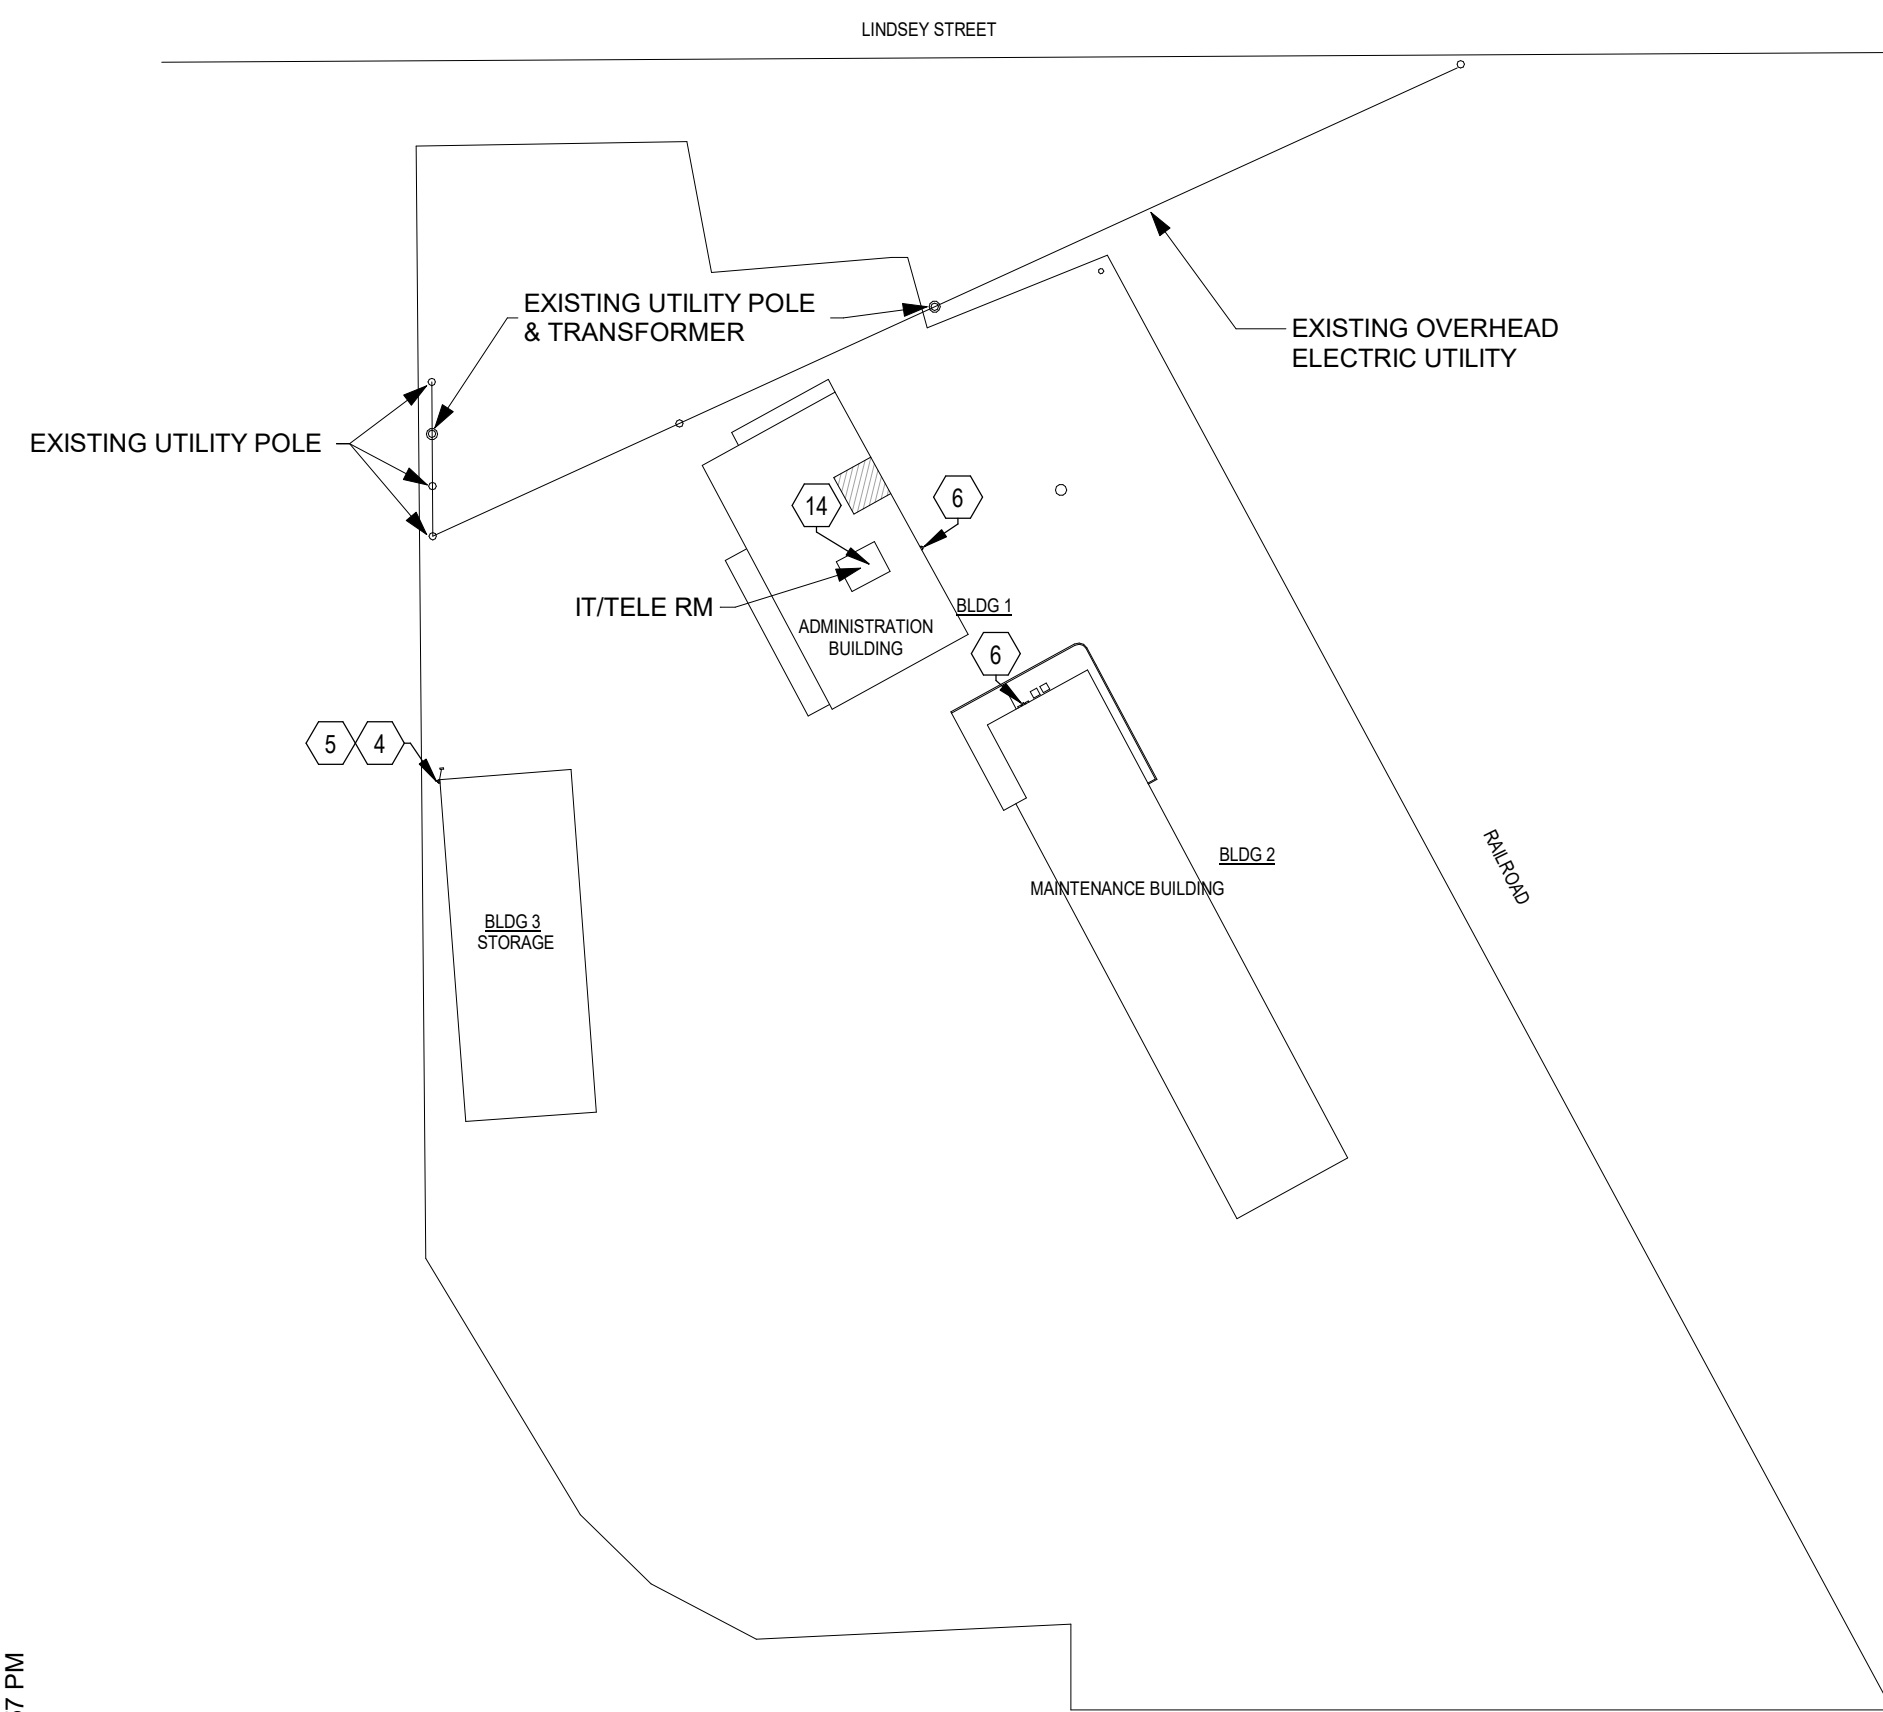 LINDSEY STREET
EXISTING UTILITY POLE
& TRANSFORMER
EXISTING OVERHEAD
ELECTRIC UTILITY
EXISTING UTILITY POLE
14
6
IT/TELE RM
BLDG 1
ADMINISTRATION
BUILDING
6
5
4
BLDG 2
MAINTENANCE BUILDING
RAILROAD
BLDG 3
STORAGE
PM